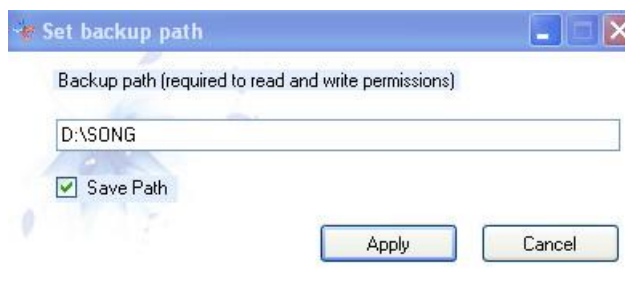 Set backup path
Backup path (required to read and write permissions)
D:\SONG
Save Path
Apply Cancel